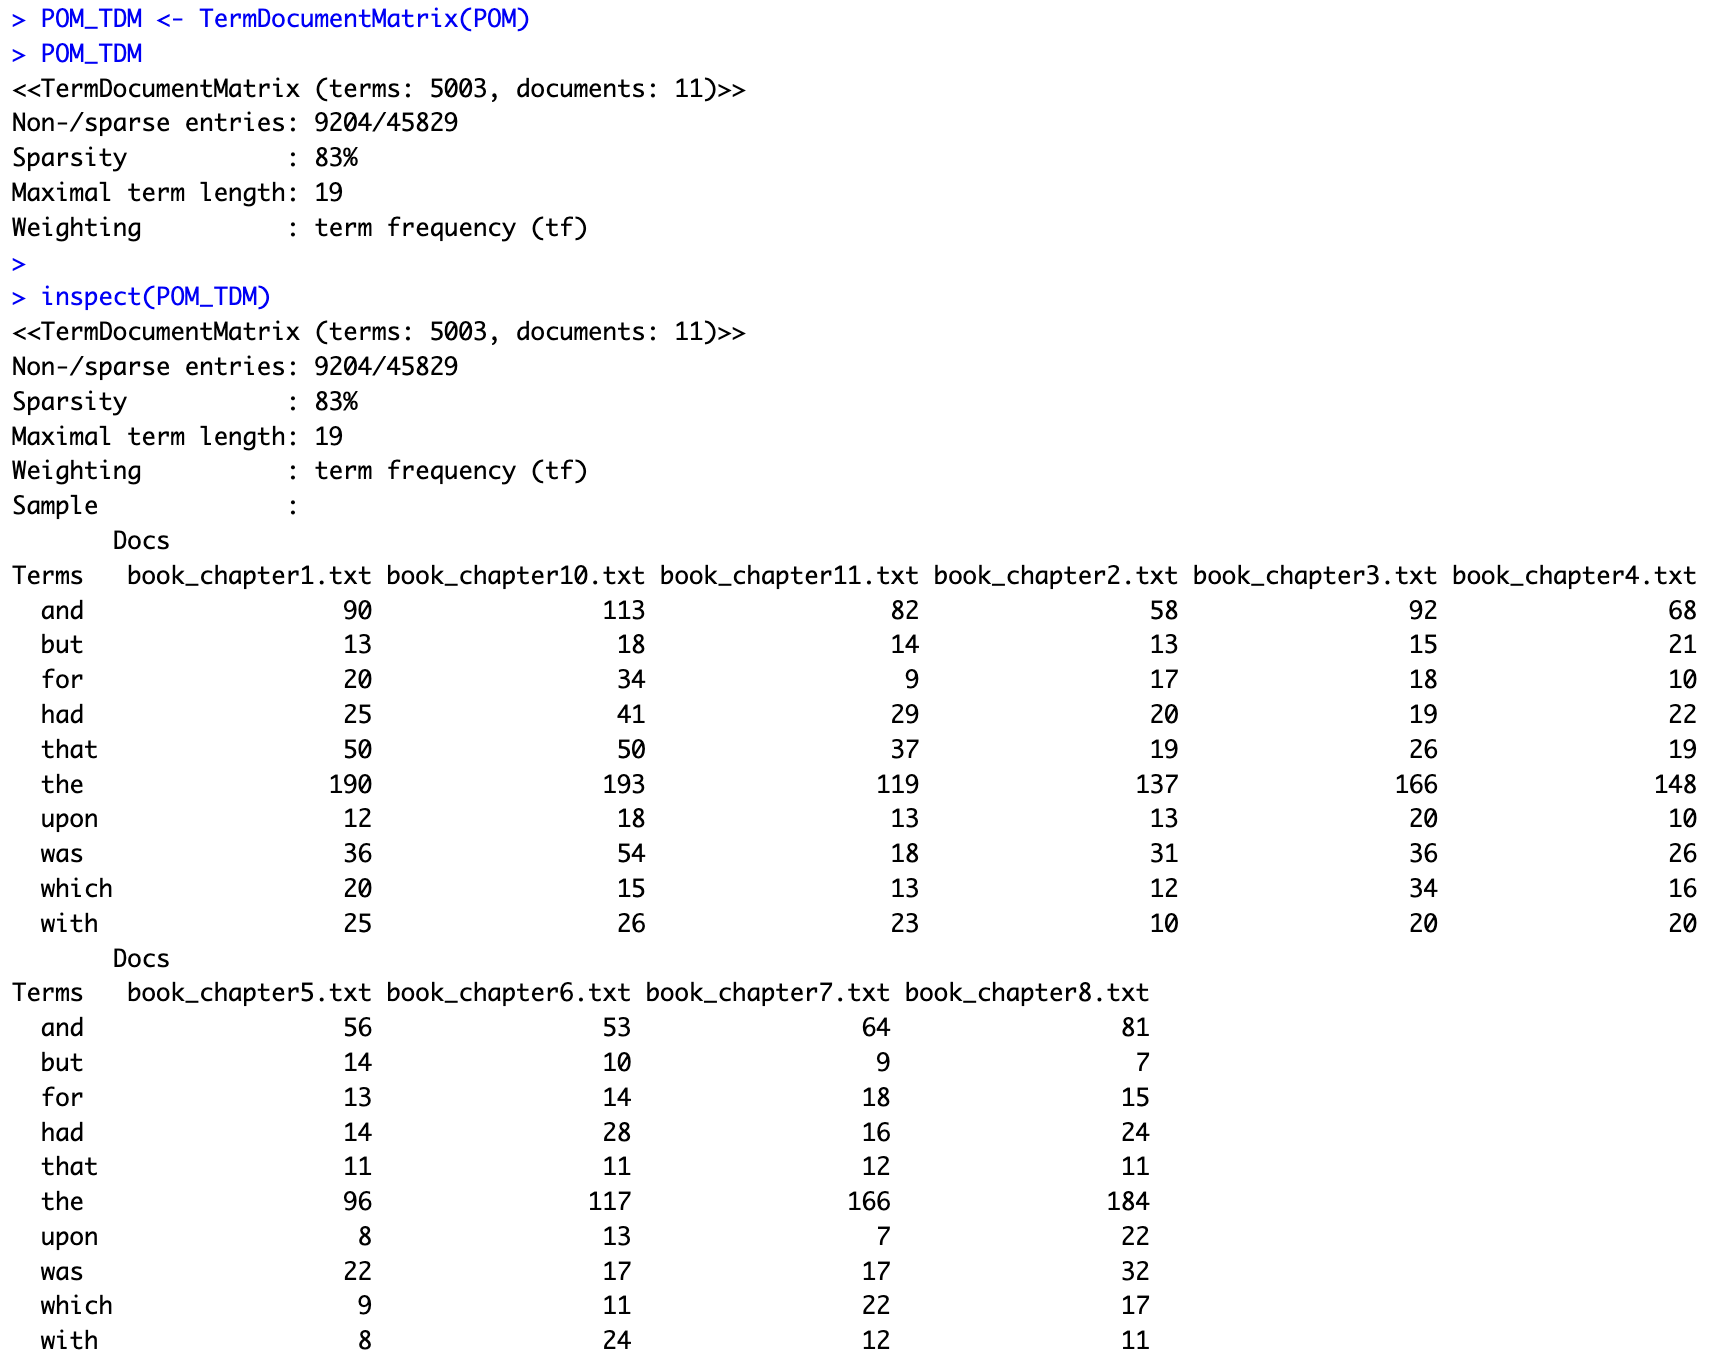 > POM_TDM <- TermDocumentMatrix(POM)
> POM_TDM
<<TermDocumentMatrix (terms: 5003, documents: 11)>>
Non-/sparse entries: 9204/45829
Sparsity           : 83%
Maximal term length: 19
Weighting          : term frequency (tf)
>
> inspect(POM_TDM)
<<TermDocumentMatrix (terms: 5003, documents: 11)>>
Non-/sparse entries: 9204/45829
Sparsity           : 83%
Maximal term length: 19
Weighting          : term frequency (tf)
Sample             :
       Docs
Terms   book_chapter1.txt book_chapter10.txt book_chapter11.txt book_chapter2.txt book_chapter3.txt book_chapter4.txt
  and                  90                113                 82                58                92                68
  but                  13                 18                 14                13                15                21
  for                  20                 34                  9                17                18                10
  had                  25                 41                 29                20                19                22
  that                 50                 50                 37                19                26                19
  the                 190                193                119               137               166               148
  upon                 12                 18                 13                13                20                10
  was                  36                 54                 18                31                36                26
  which                20                 15                 13                12                34                16
  with                 25                 26                 23                10                20                20
       Docs
Terms   book_chapter5.txt book_chapter6.txt book_chapter7.txt book_chapter8.txt
  and                  56                53                64                81
  but                  14                10                 9                 7
  for                  13                14                18                15
  had                  14                28                16                24
  that                 11                11                12                11
  the                  96               117               166               184
  upon                  8                13                 7                22
  was                  22                17                17                32
  which                 9                11                22                17
  with                  8                24                12                11